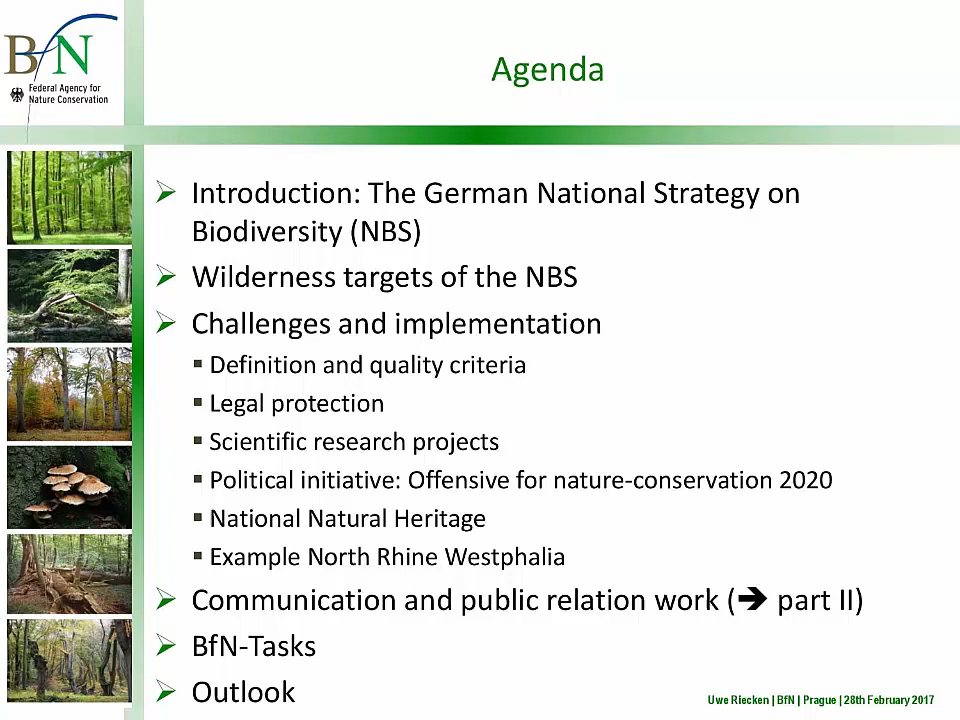 BfN
Federal Agency for
Nature Conservation
Agenda
➢ Introduction: The German National Strategy on
Biodiversity (NBS)
➢ Wilderness targets of the NBS
➢ Challenges and implementation
▪ Definition and quality criteria
▪ Legal protection
▪ Scientific research projects
▪ Political initiative: Offensive for nature-conservation 2020
▪ National Natural Heritage
▪ Example North Rhine Westphalia
➢ Communication and public relation work (➔ part II)
➢ BfN-Tasks
➢ Outlook
Uwe Riecken | BfN | Prague | 28th February 2017